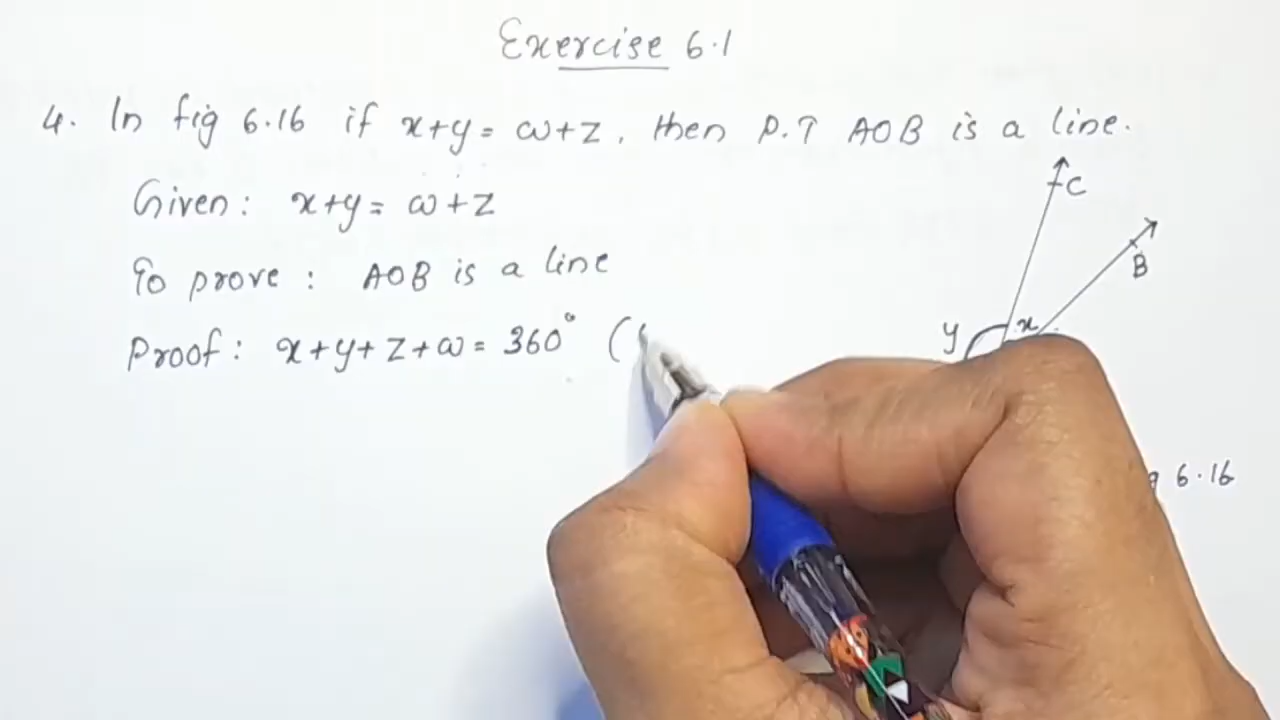 Exercise 6.1
4. In fig 6.16 if x+y= ω+z, then P.T AOB is a line.
Given: x+y= ω+z
To prove: AOB is a line
Proof: x+y+z+ω= 360° (
C
B
y x
6.16